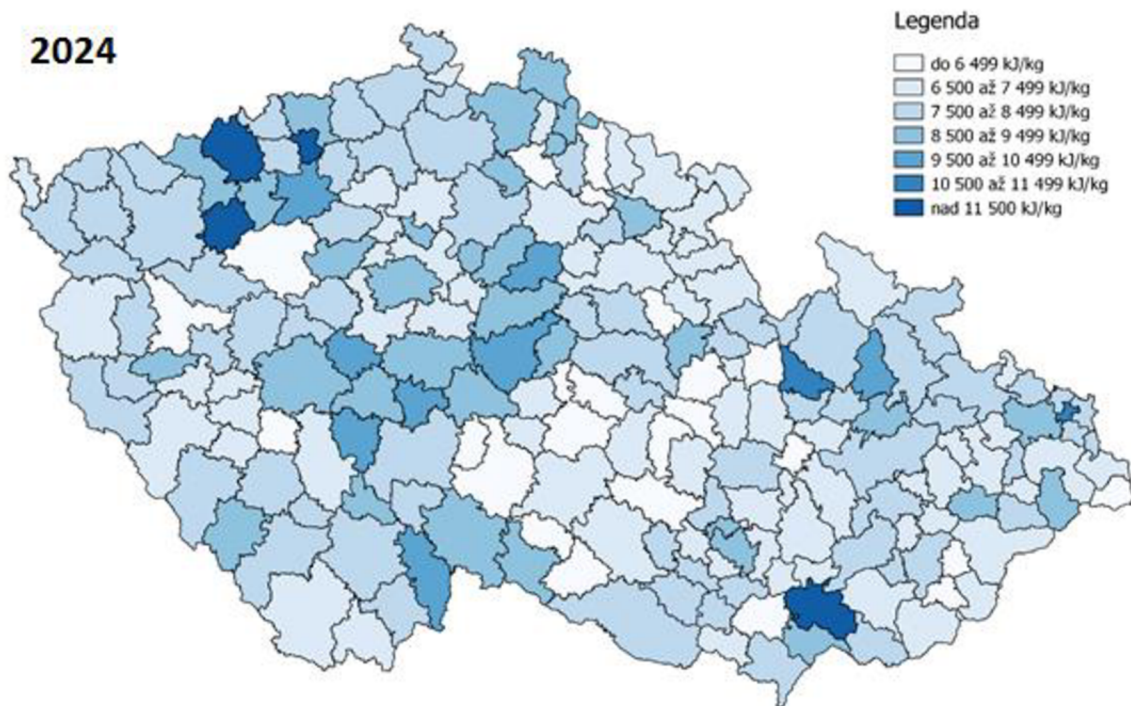 2024
Legenda
do 6 499 kJ/kg
6 500 až 7 499 kJ/kg
7 500 až 8 499 kJ/kg
8 500 až 9 499 kJ/kg
9 500 až 10 499 kJ/kg
10 500 až 11 499 kJ/kg
nad 11 500 kJ/kg